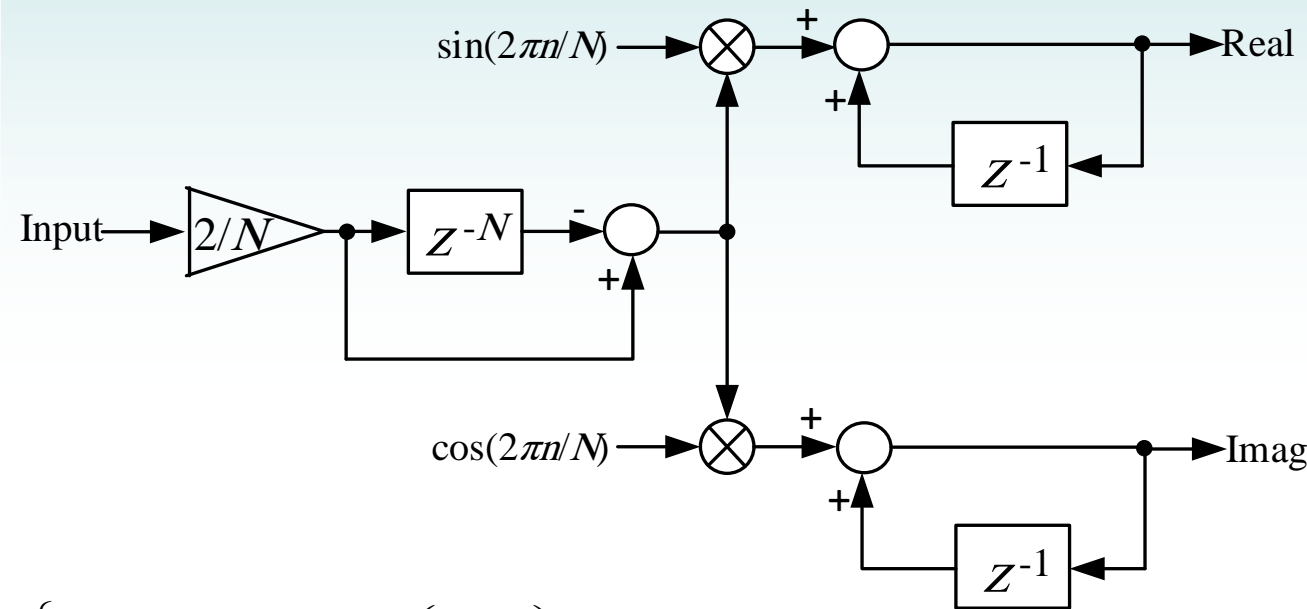 sin(2πn/N)
+
Real
+
z⁻¹
Input
2/N
z⁻ᴺ
-
+
cos(2πn/N)
+
Imag
+
z⁻¹